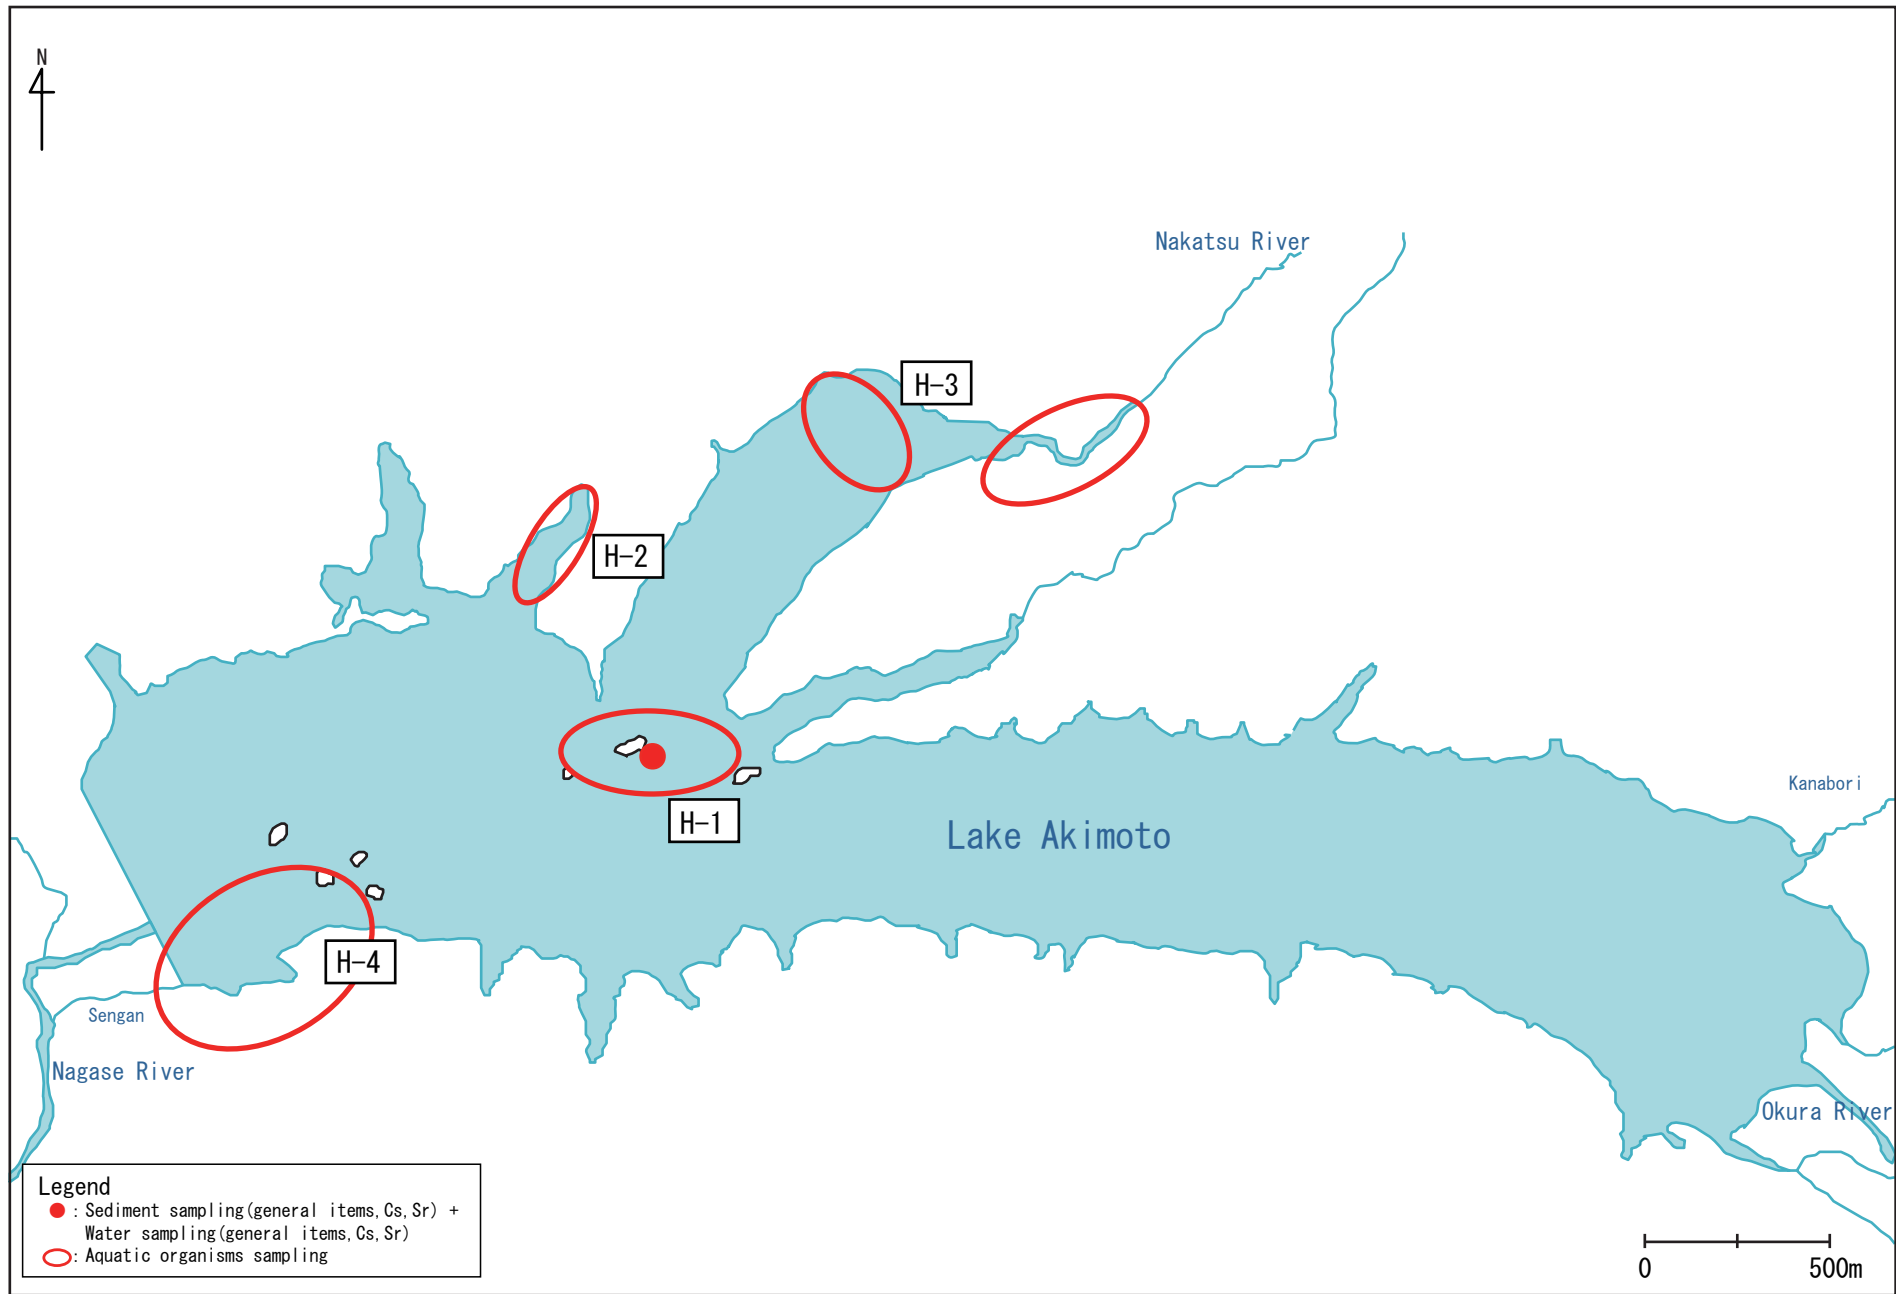 N
Nakatsu River
H-3
H-2
Kanabori
H-1
Lake Akimoto
H-4
Sengan
Nagase River
Okura River
Legend
: Sediment sampling(general items,Cs,Sr) +
Water sampling(general items,Cs,Sr)
: Aquatic organisms sampling
0 500m